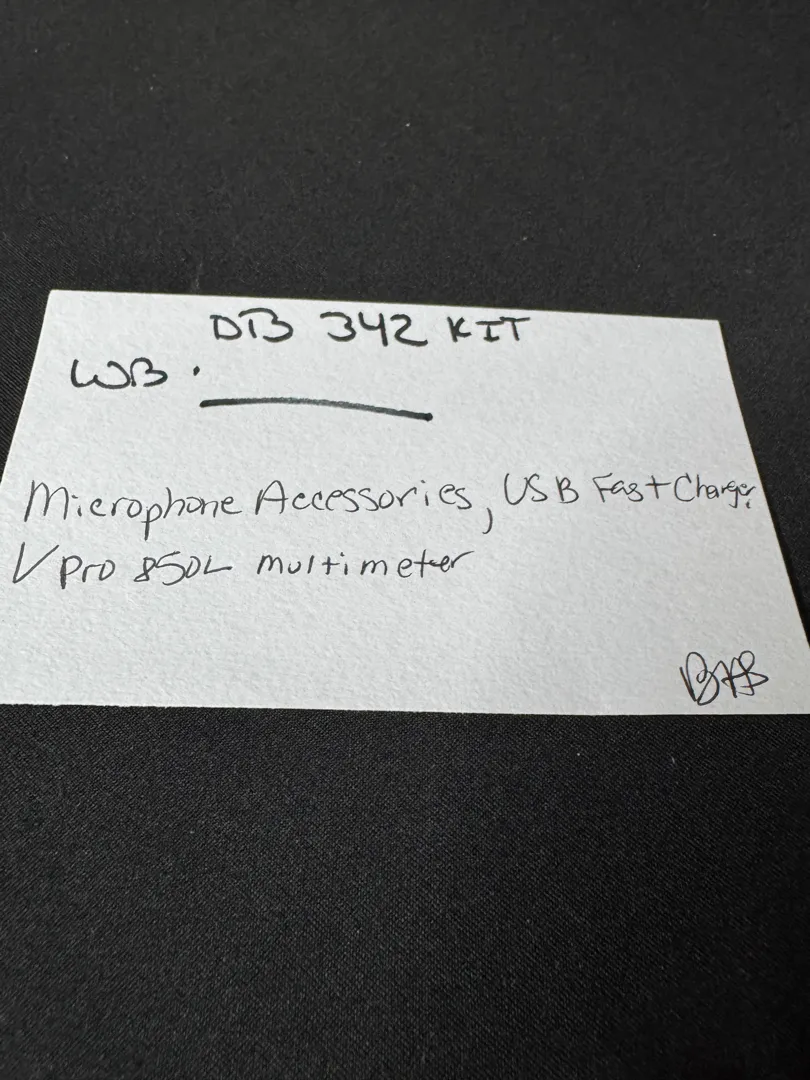 DB 342 KIT
WB.
Microphone Accessories, USB Fast Charger,
V Pro 850L multimeter